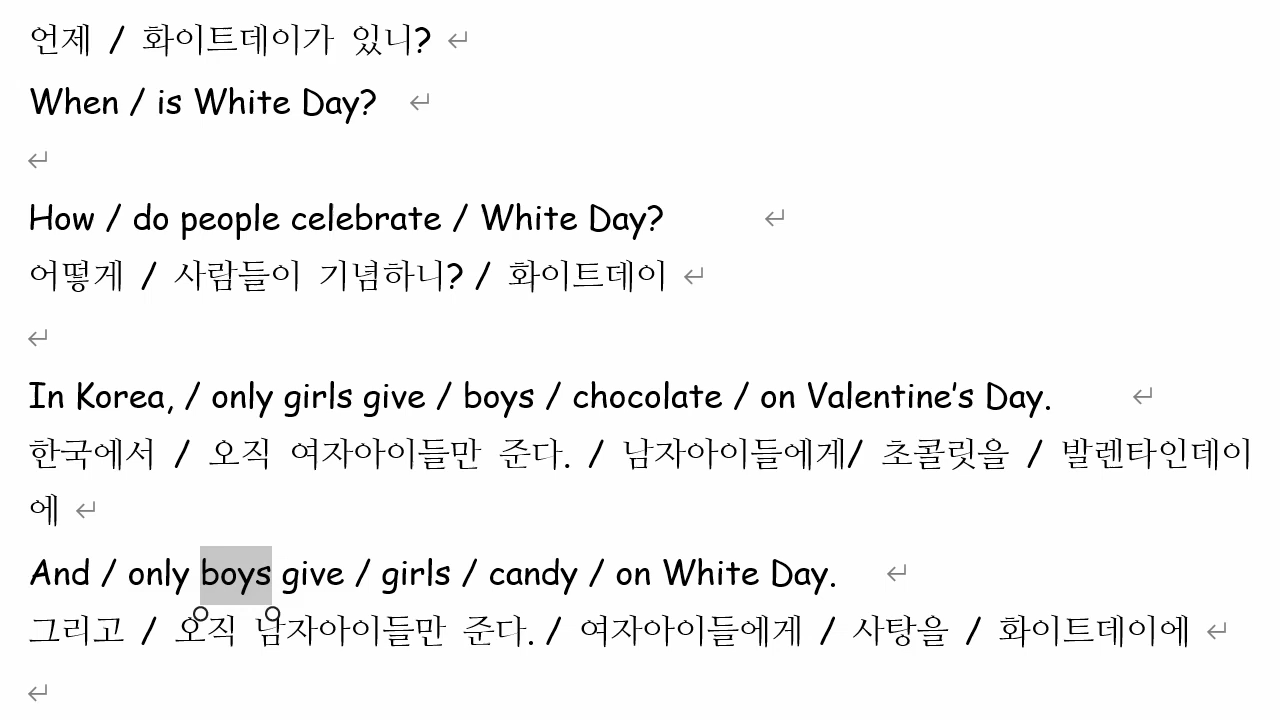 언제 / 화이트데이가 있니?
When / is White Day?
How / do people celebrate / White Day?
어떻게 / 사람들이 기념하니? / 화이트데이
In Korea, / only girls give / boys / chocolate / on Valentine's Day.
한국에서 / 오직 여자아이들만 준다. / 남자아이들에게/ 초콜릿을 / 발렌타인데이
에
And / only boys give / girls / candy / on White Day.
그리고 / 오직 남자아이들만 준다. / 여자아이들에게 / 사탕을 / 화이트데이에